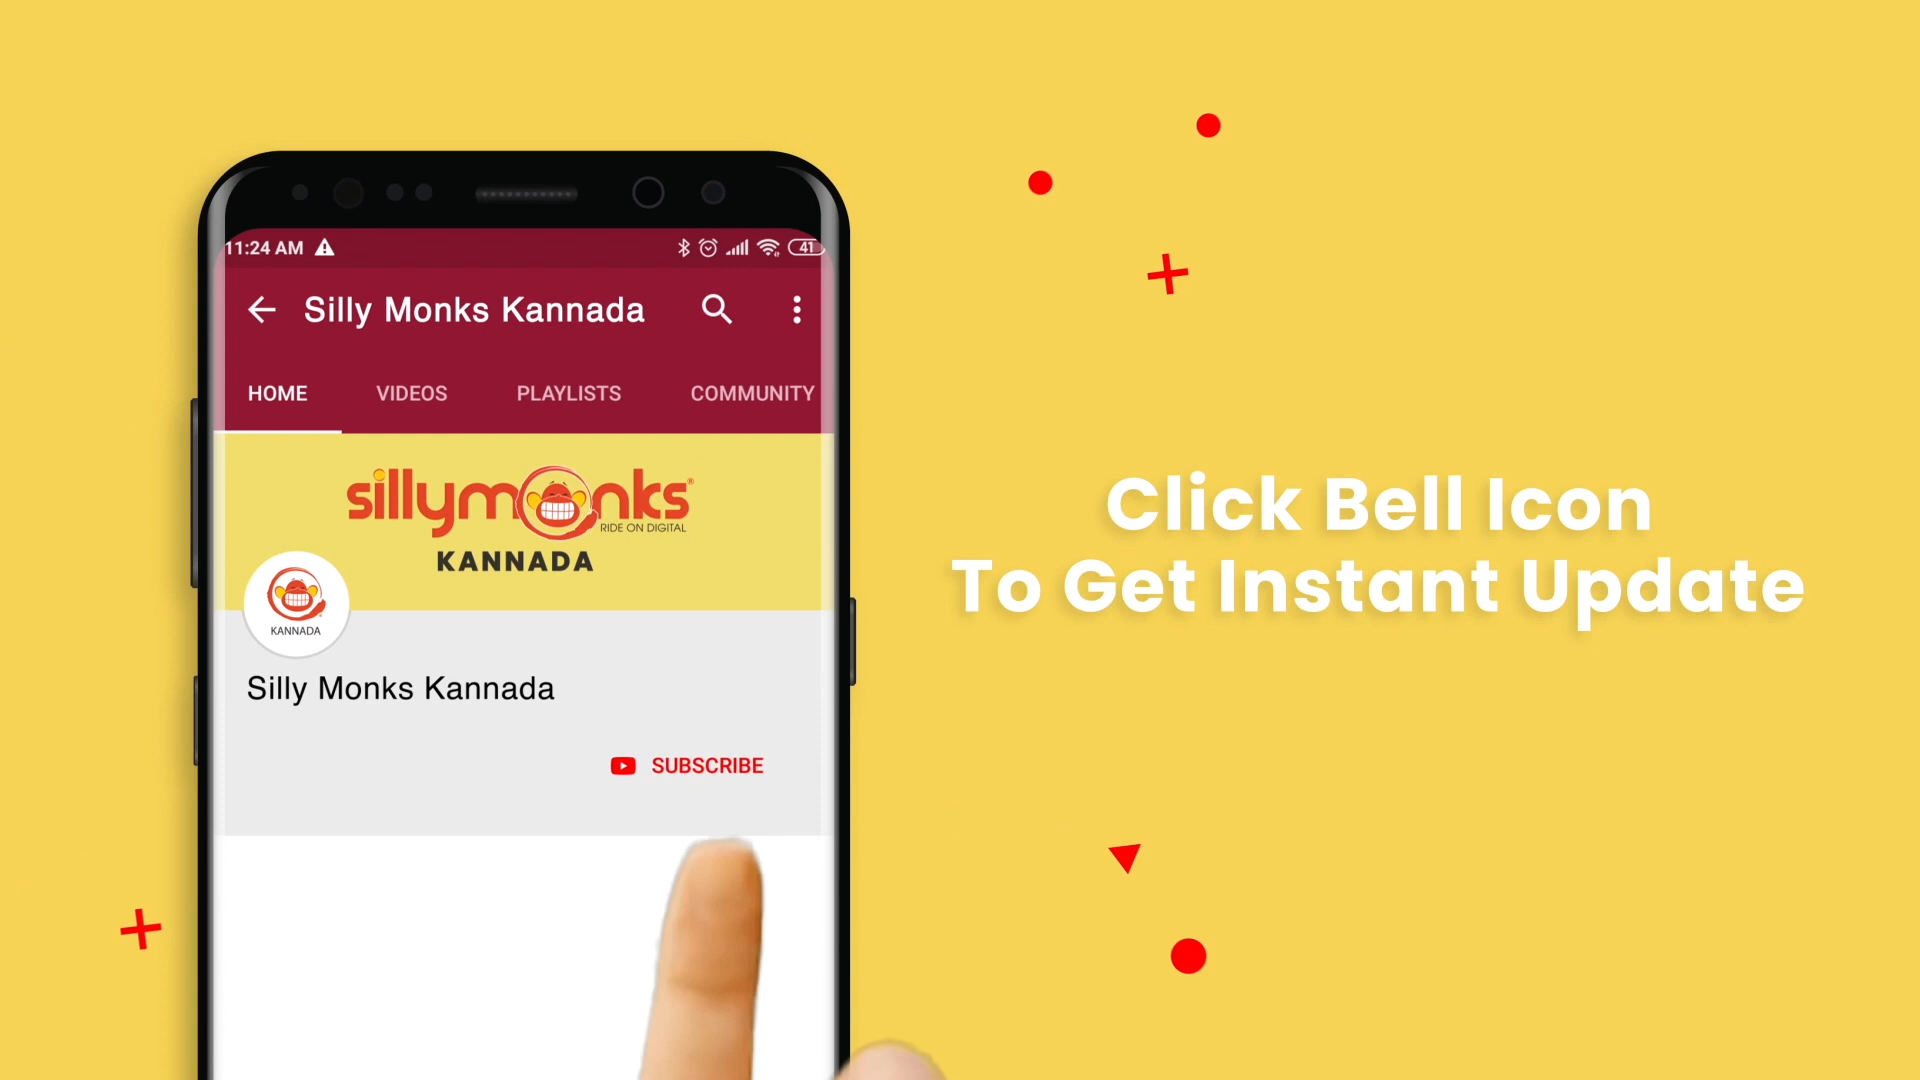 11:24 AM
41
Silly Monks Kannada
HOME VIDEOS PLAYLISTS COMMUNITY
sillymonks®
RIDE ON DIGITAL
KANNADA
KANNADA
Silly Monks Kannada
SUBSCRIBE
Click Bell Icon
To Get Instant Update